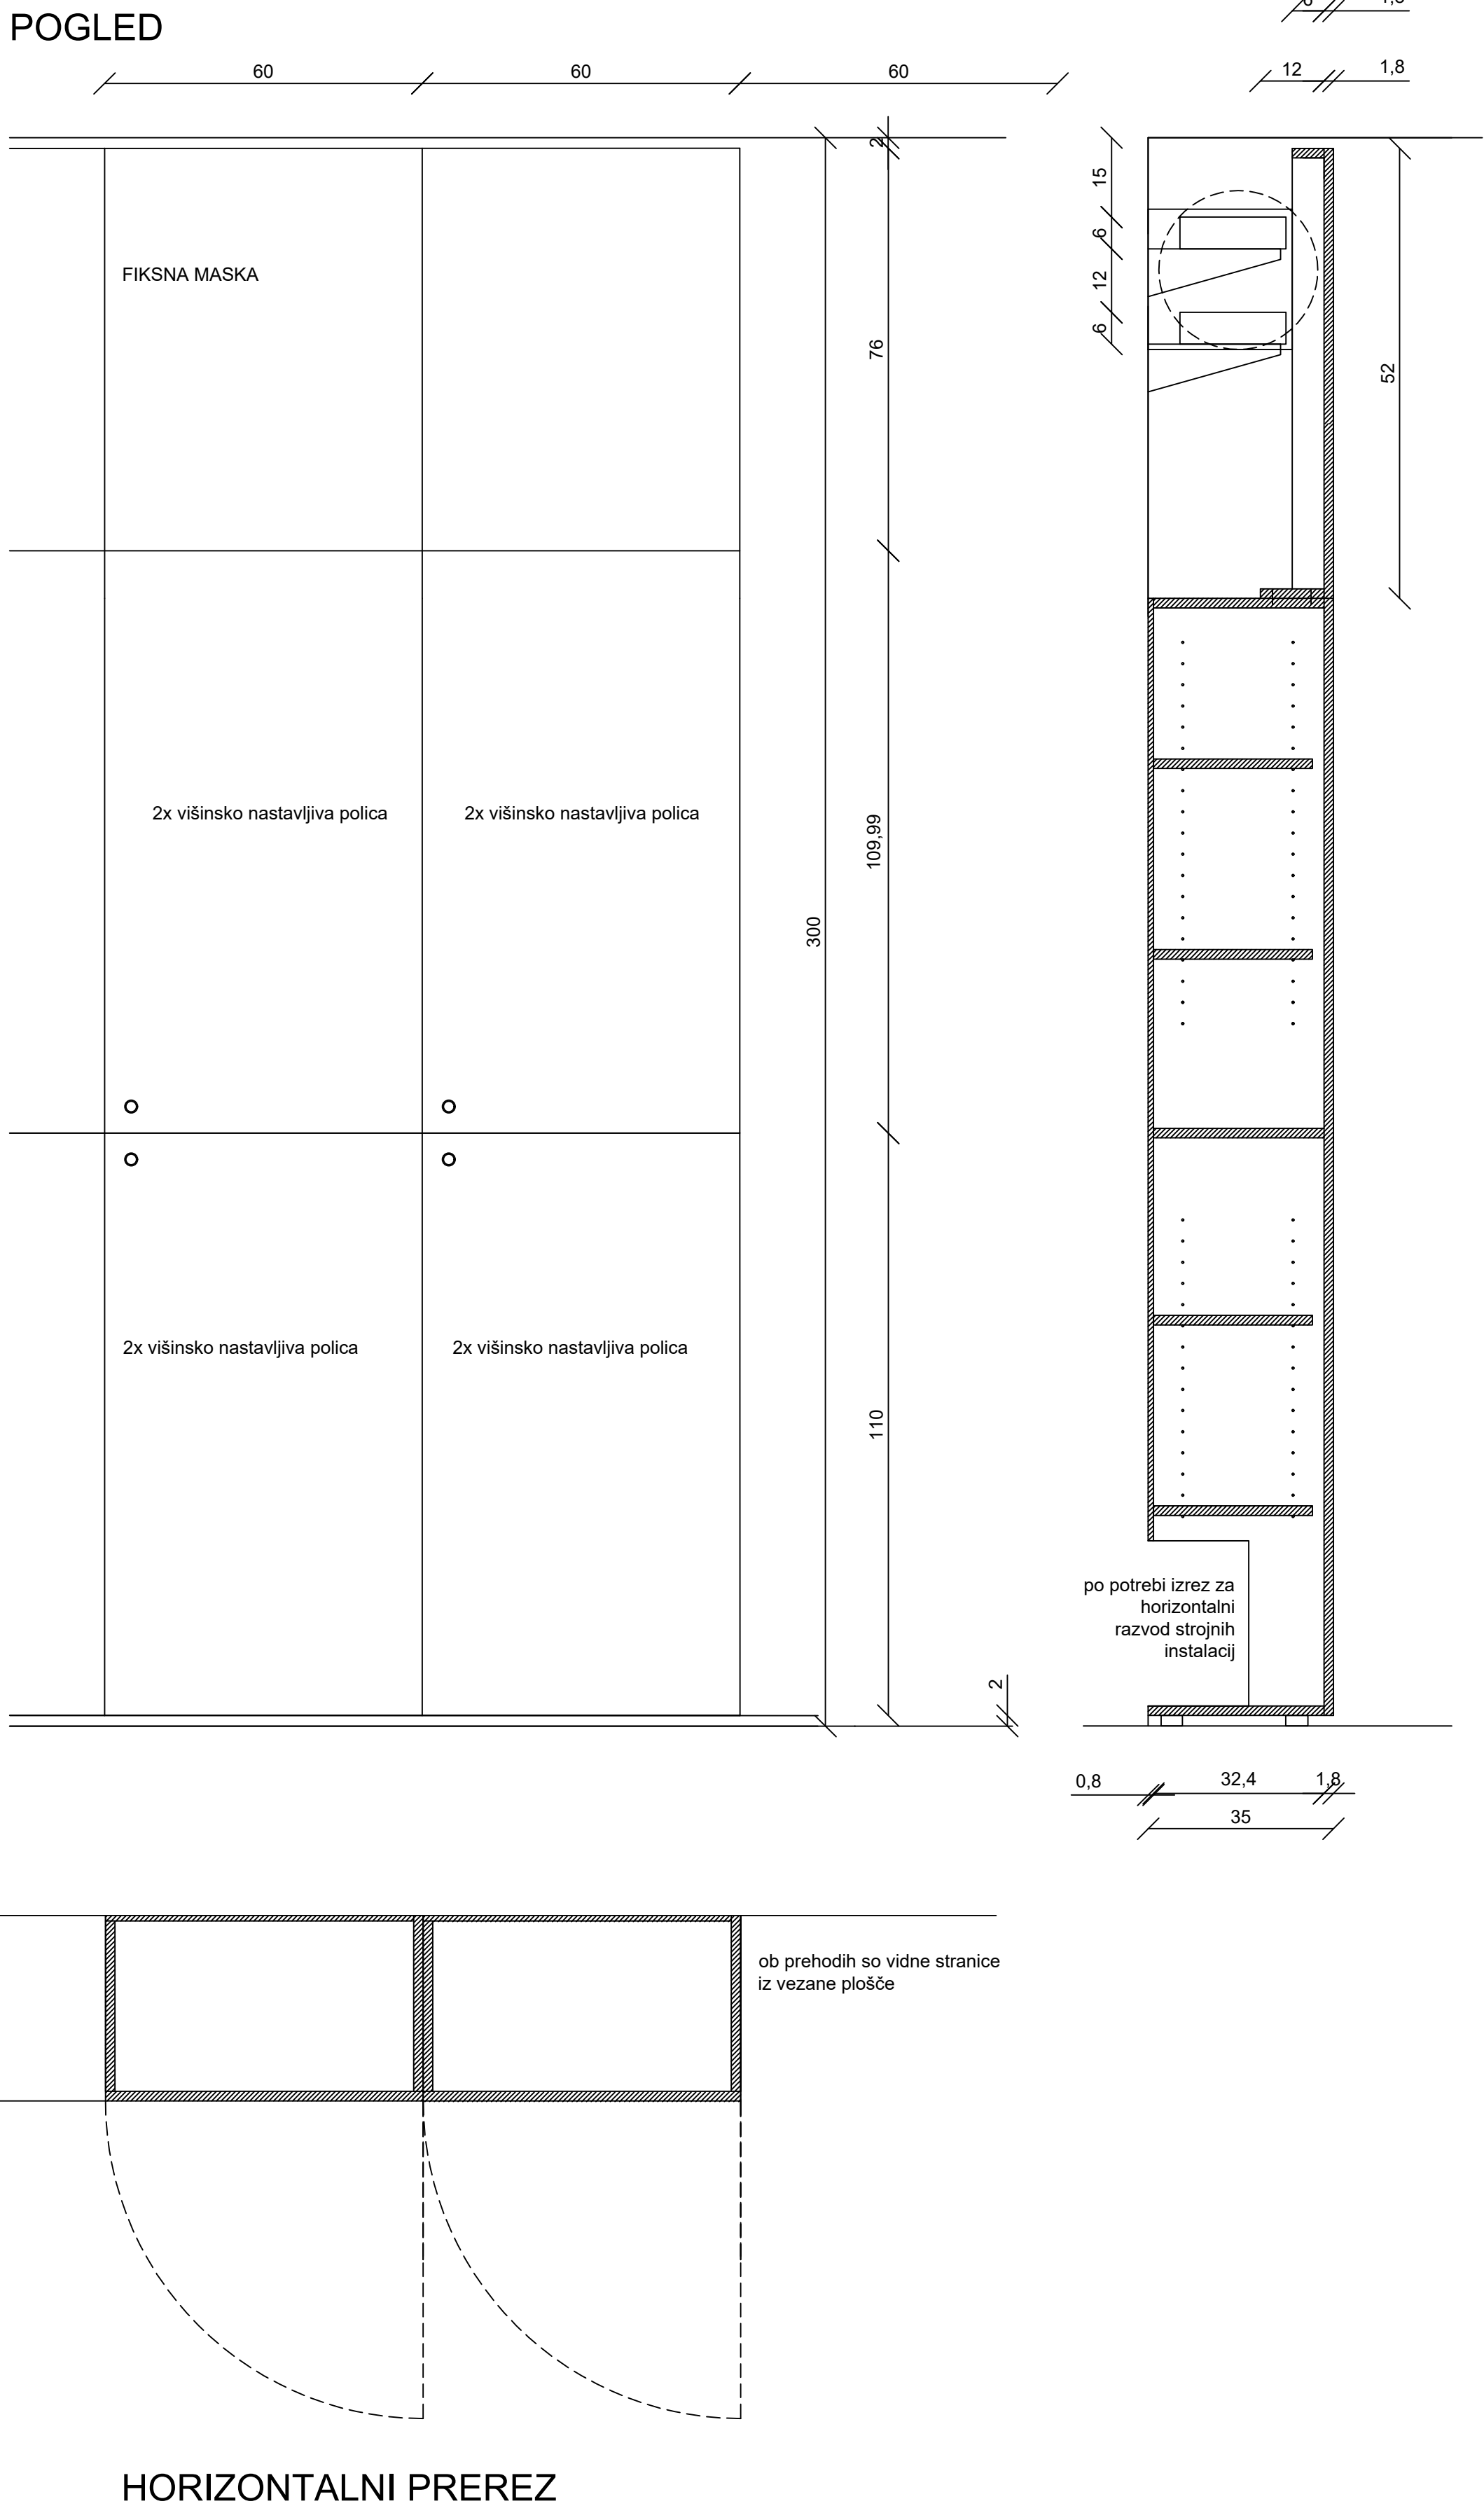 POGLED
6
1,8
60
60
60
12
1,8
2
15
6
12
6
FIKSNA MASKA
76
52
2x višinsko nastavljiva polica
2x višinsko nastavljiva polica
109,99
300
2x višinsko nastavljiva polica
2x višinsko nastavljiva polica
110
po potrebi izrez za
horizontalni
razvod strojnih
instalacij
2
0,8
32,4
1,8
35
ob prehodih so vidne stranice
iz vezane plošče
HORIZONTALNI PREREZ